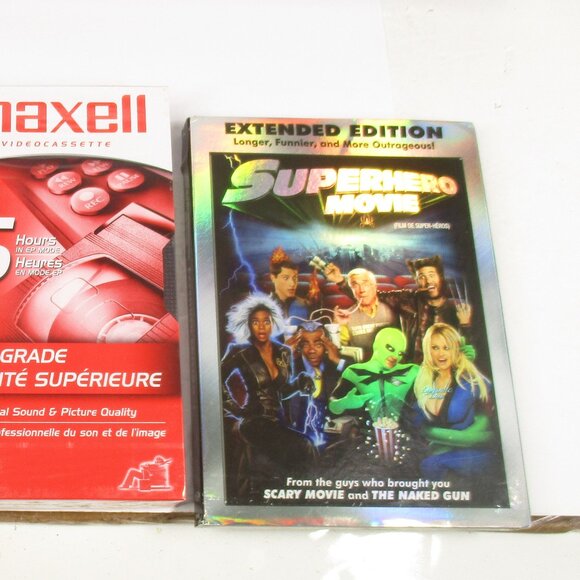 maxell
VIDEOCASSETTE
REC
Hours
IN EP MODE
Heures
EN MODE EP
GRADE
ITÉ SUPÉRIEURE
al Sound & Picture Quality
ofessionnelle du son et de l'image
EXTENDED EDITION
Longer, Funnier, and More Outrageous!
SUPERHERO
MOVIE
(FILM DE SUPER-HÉROS)
From the guys who brought you
SCARY MOVIE and THE NAKED GUN